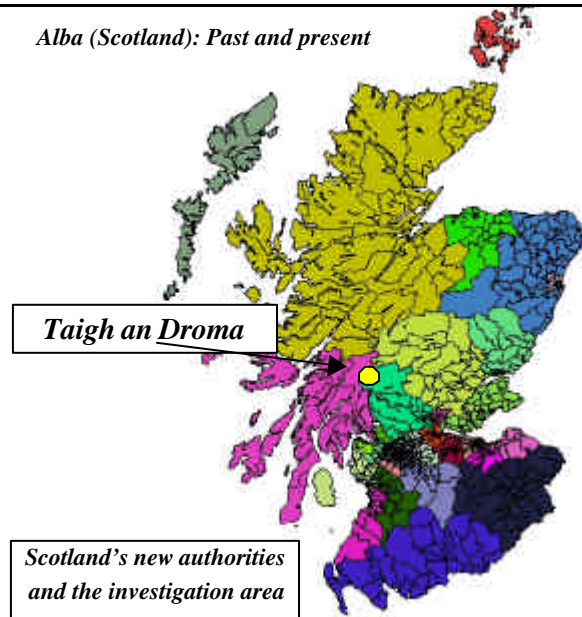 Alba (Scotland): Past and present
Taigh an Droma
Scotland's new authorities
and the investigation area